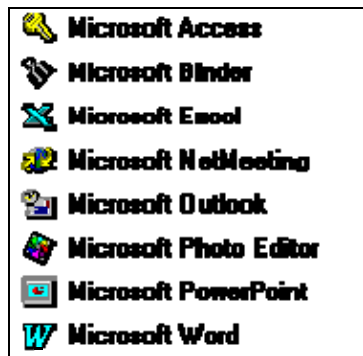 Microsoft Access
Microsoft Binder
Microsoft Excel
Microsoft NetMeeting
Microsoft Outlook
Microsoft Photo Editor
Microsoft PowerPoint
Microsoft Word